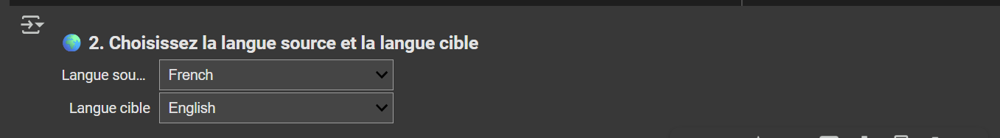 🌍 2. Choisissez la langue source et la langue cible
Langue sou... French
Langue cible English